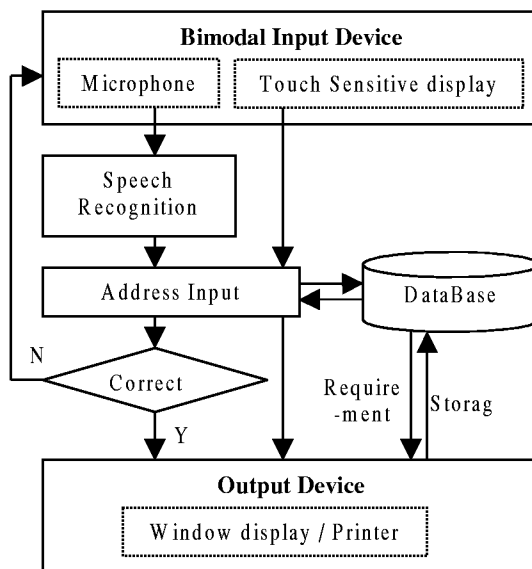 Bimodal Input Device
Microphone
Touch Sensitive display
Speech
Recognition
Address Input
DataBase
N
Correct
Require
-ment
Storag
Y
Output Device
Window display / Printer